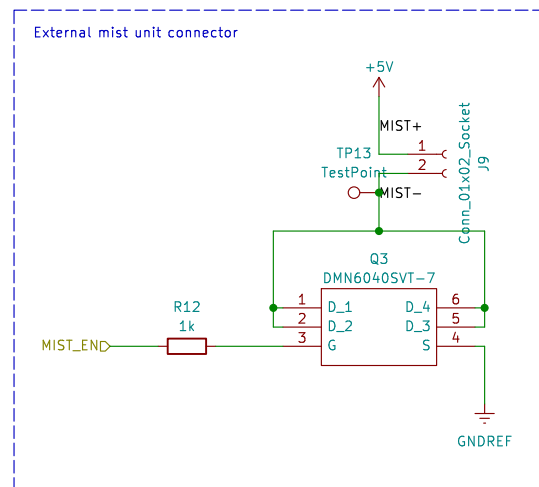 External mist unit connector
+5V
MIST+
TP13
TestPoint
1
2
MIST-
Conn_01x02_Socket
J9
Q3
DMN6040SVT-7
1 D_1 D_4 6
2 D_2 D_3 5
3 G S 4
R12
1k
MIST_EN
GNDREF